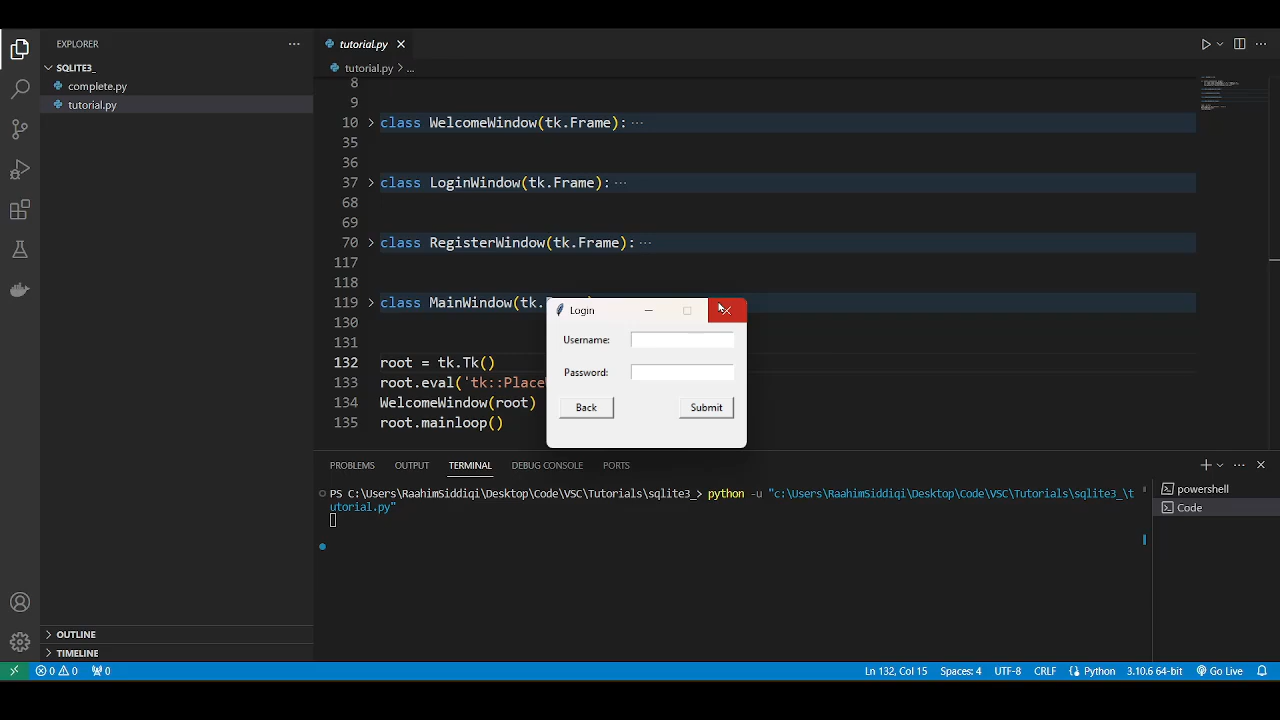 EXPLORER
SQLITE3_
complete.py
tutorial.py
tutorial.py
tutorial.py > ...
8
9
10 class WelcomeWindow(tk.Frame): ...
35
36
37 class LoginWindow(tk.Frame): ...
68
69
70 class RegisterWindow(tk.Frame): ...
117
118
119 class MainWindow(tk.
130
131
132 root = tk.Tk()
133 root.eval('tk::Place
134 WelcomeWindow(root)
135 root.mainloop()
Login
Username:
Password:
Back Submit
PROBLEMS OUTPUT TERMINAL DEBUG CONSOLE PORTS
PS C:\Users\RaahimSiddiqi\Desktop\Code\VSC\Tutorials\sqlite3_> python -u "c:\Users\RaahimSiddiqi\Desktop\Code\VSC\Tutorials\sqlite3_\t
utorial.py"
powershell
Code
OUTLINE
TIMELINE
0 0 0 Ln 132, Col 15 Spaces: 4 UTF-8 CRLF Python 3.10.6 64-bit Go Live